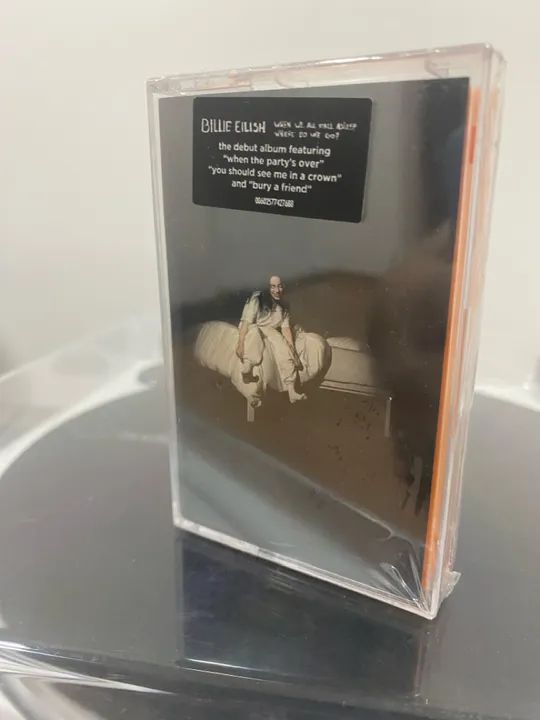 BILLIE EILISH WHEN WE ALL FALL ASLEEP
WHERE DO WE GO?
the debut album featuring
"when the party's over"
"you should see me in a crown"
and "bury a friend"
00602577427688